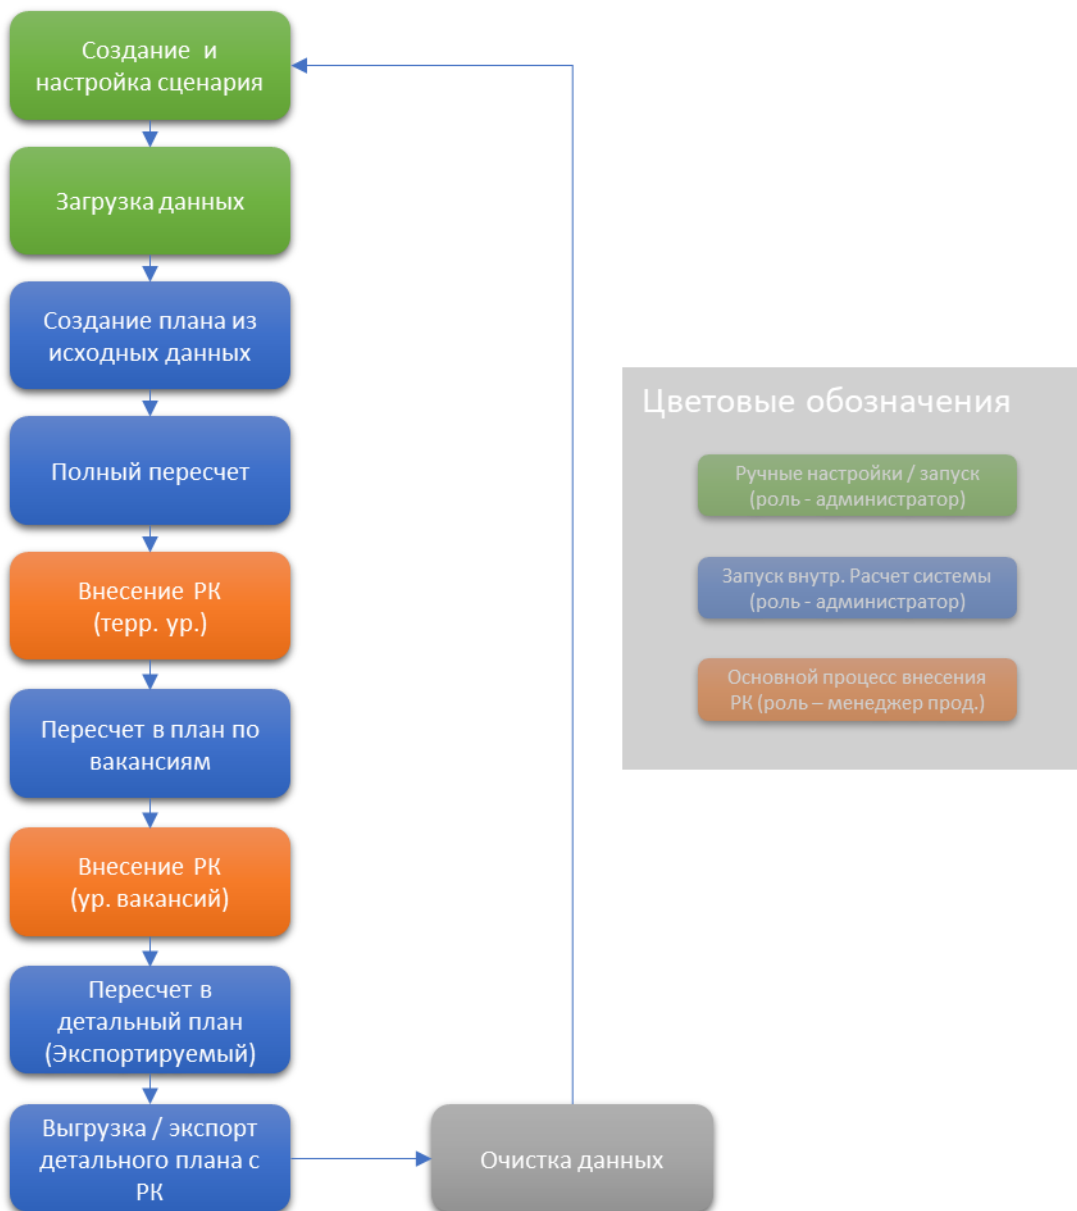 Создание и
настройка сценария
Загрузка данных
Создание плана из
исходных данных
Полный пересчет
Внесение РК
(терр. ур.)
Пересчет в план по
вакансиям
Внесение РК
(ур. вакансий)
Пересчет в
детальный план
(Экспортируемый)
Выгрузка / экспорт
детального плана с
РК
Очистка данных
Цветовые обозначения
Ручные настройки / запуск
(роль - администратор)
Запуск внутр. Расчет системы
(роль - администратор)
Основной процесс внесения
РК (роль – менеджер прод.)